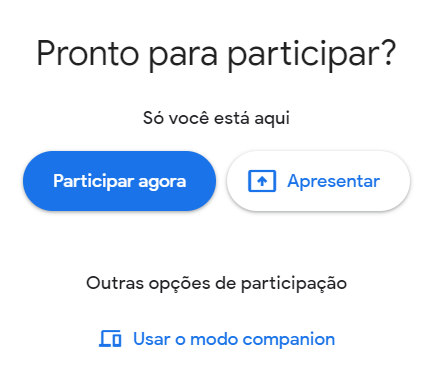 Pronto para participar?
Só você está aqui
Participar agora
Apresentar
Outras opções de participação
Usar o modo companion